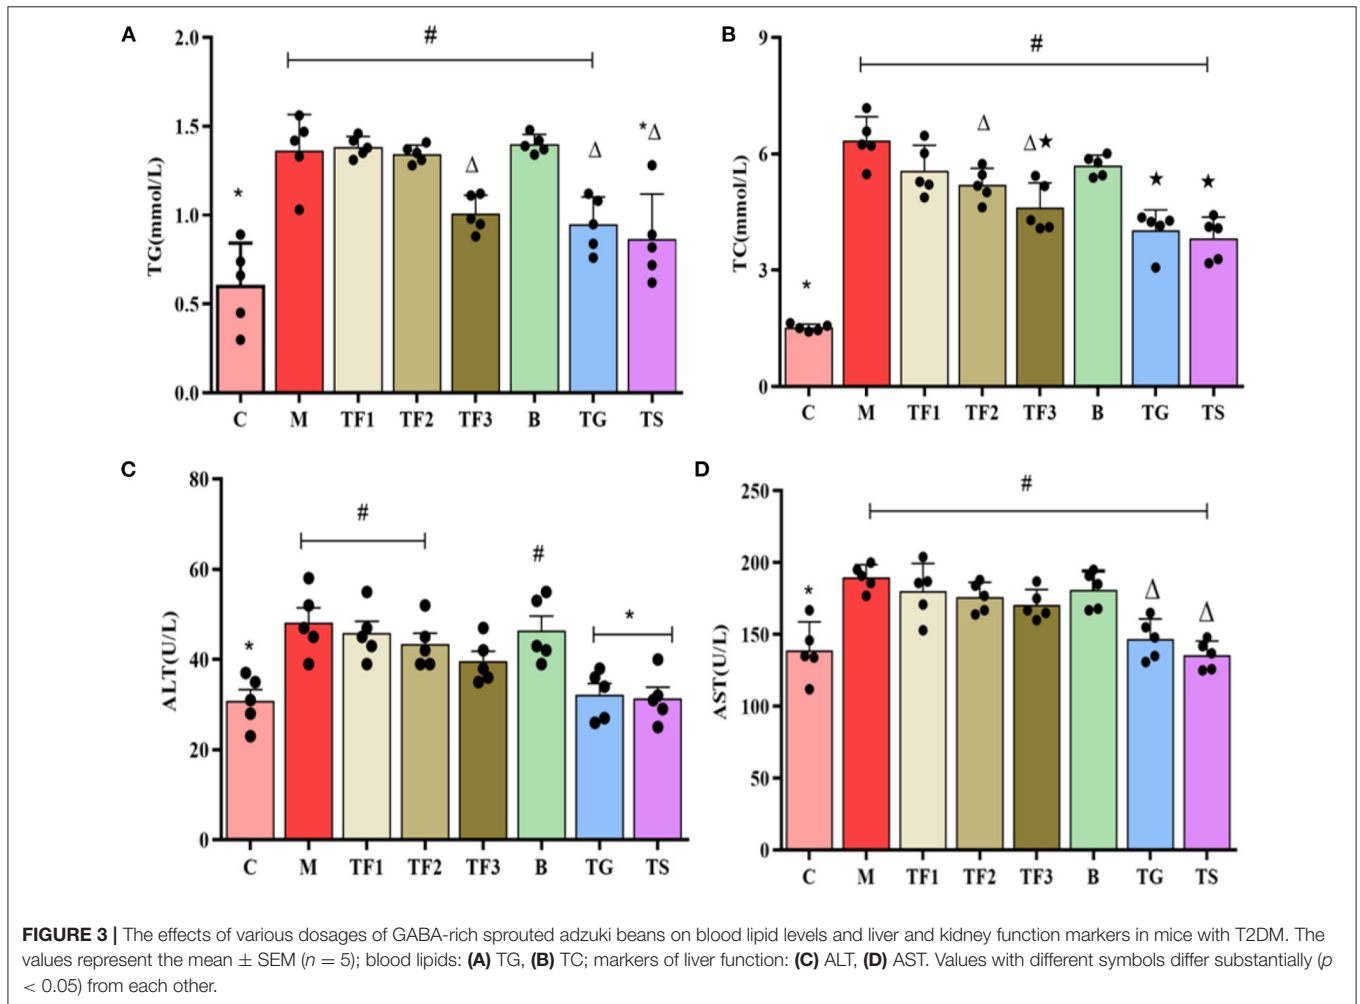 A
TG(mmol/L)
2.0
1.5
1.0
0.5
0.0
#
*
Δ
Δ
*Δ
C M TF1 TF2 TF3 B TG TS
B
TC(mmol/L)
9
6
3
0
#
*
Δ
Δ★
★
★
C M TF1 TF2 TF3 B TG TS
C
ALT(U/L)
80
60
40
20
0
*
#
#
*
C M TF1 TF2 TF3 B TG TS
D
AST(U/L)
250
200
150
100
50
0
#
*
Δ
Δ
C M TF1 TF2 TF3 B TG TS
FIGURE 3 | The effects of various dosages of GABA-rich sprouted adzuki beans on blood lipid levels and liver and kidney function markers in mice with T2DM. The
values represent the mean ± SEM (n = 5); blood lipids: (A) TG, (B) TC; markers of liver function: (C) ALT, (D) AST. Values with different symbols differ substantially (p
< 0.05) from each other.